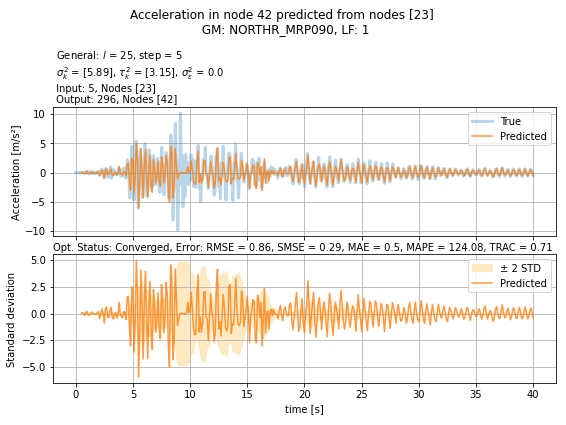 Acceleration in node 42 predicted from nodes [23]
GM: NORTHR_MRP090, LF: 1
General: l = 25, step = 5
σ²ₖ = [5.89], τ²ₖ = [3.15], σ²ε = 0.0
Input: 5, Nodes [23]
Output: 296, Nodes [42]
10
5
0
−5
−10
Acceleration [m/s²]
True
Predicted
Opt. Status: Converged, Error: RMSE = 0.86, SMSE = 0.29, MAE = 0.5, MAPE = 124.08, TRAC = 0.71
5.0
2.5
0.0
−2.5
−5.0
Standard deviation
± 2 STD
Predicted
0 5 10 15 20 25 30 35 40
time [s]